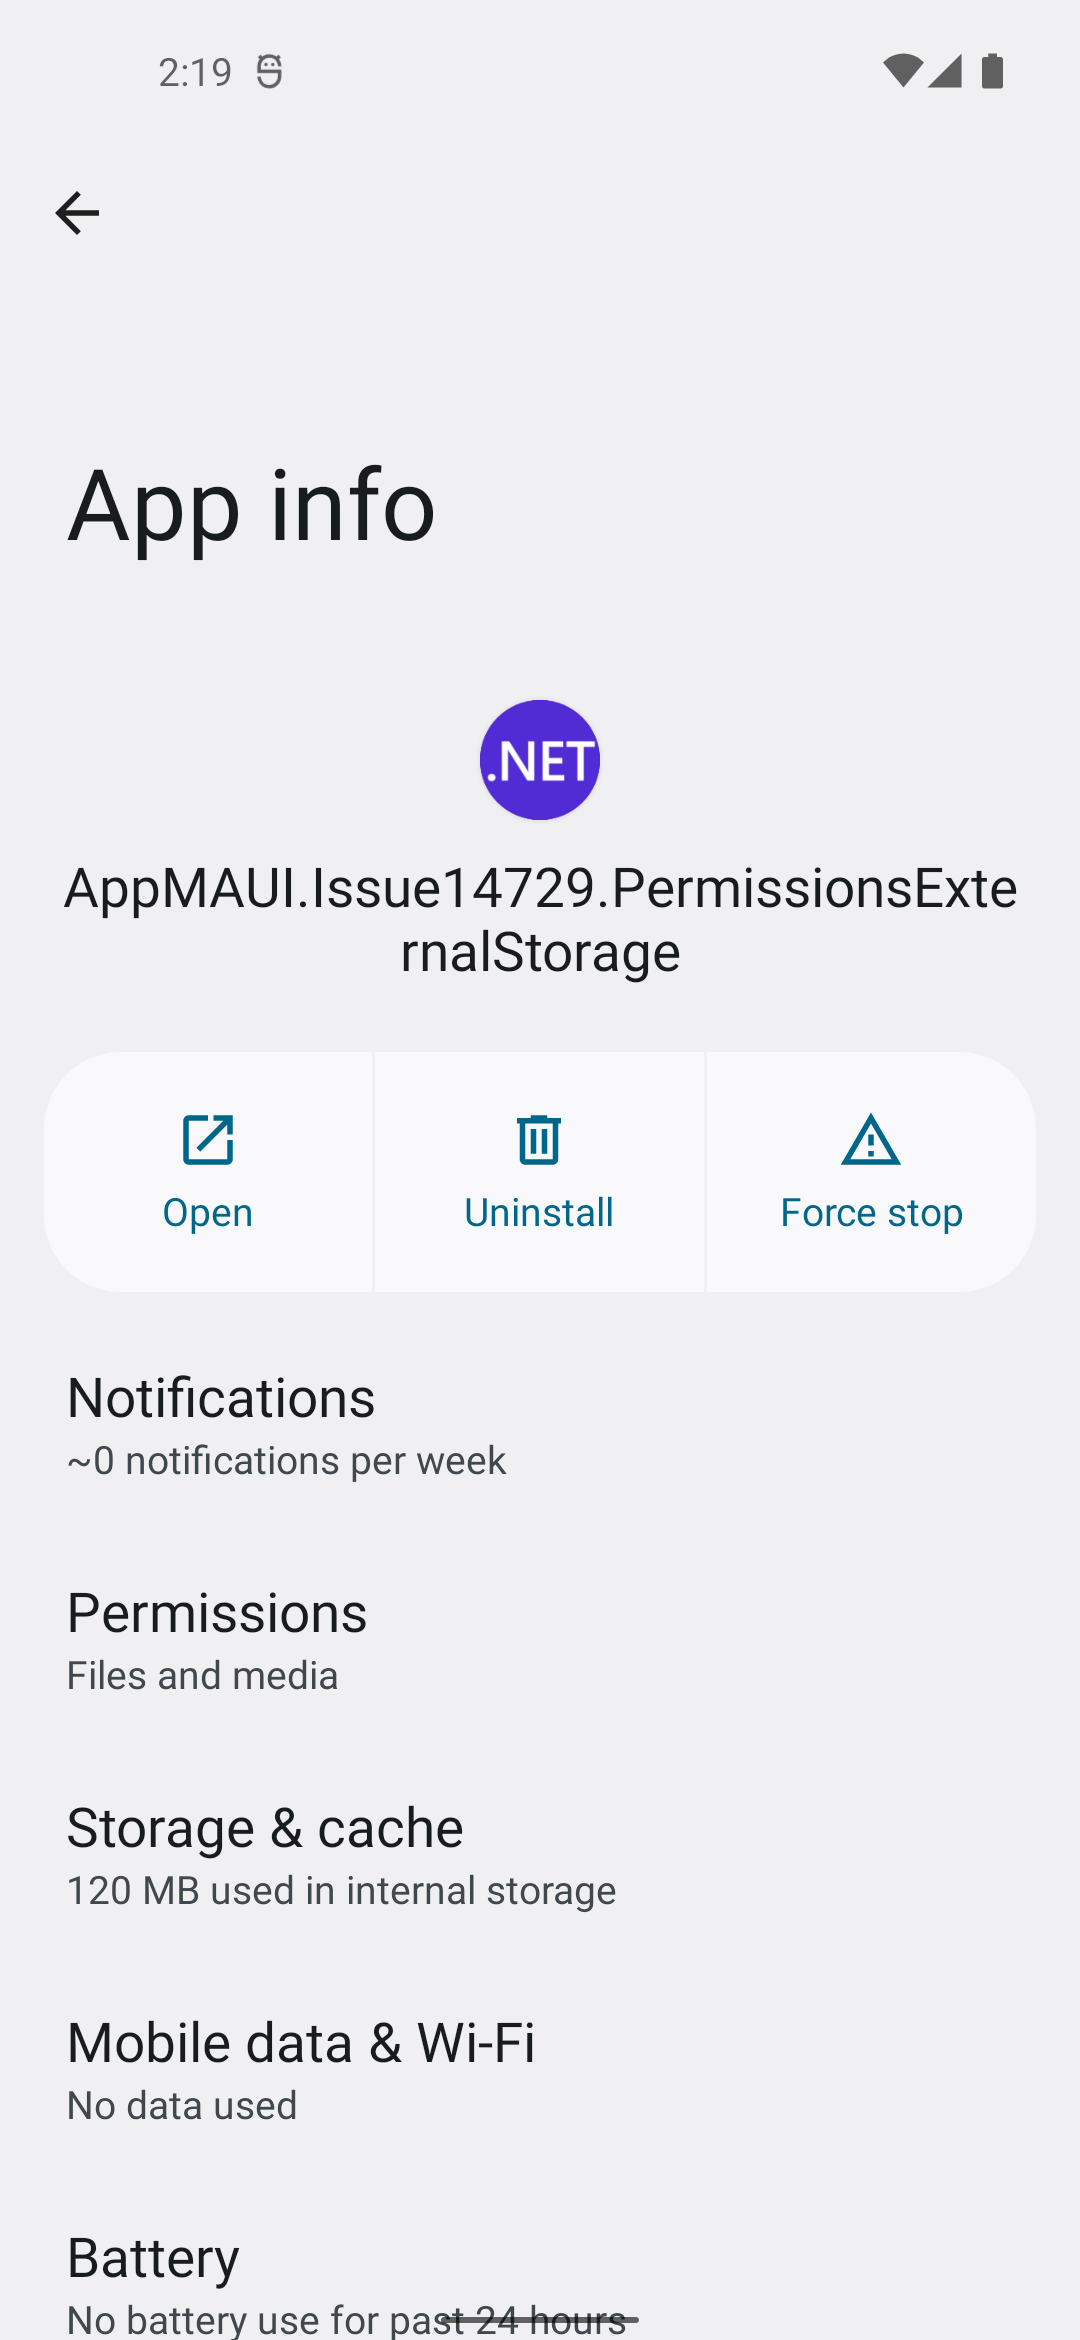 2:19
App info
.NET
AppMAUI.Issue14729.PermissionsExte
rnalStorage
Open
Uninstall
Force stop
Notifications
~0 notifications per week
Permissions
Files and media
Storage & cache
120 MB used in internal storage
Mobile data & Wi-Fi
No data used
Battery
No battery use for past 24 hours